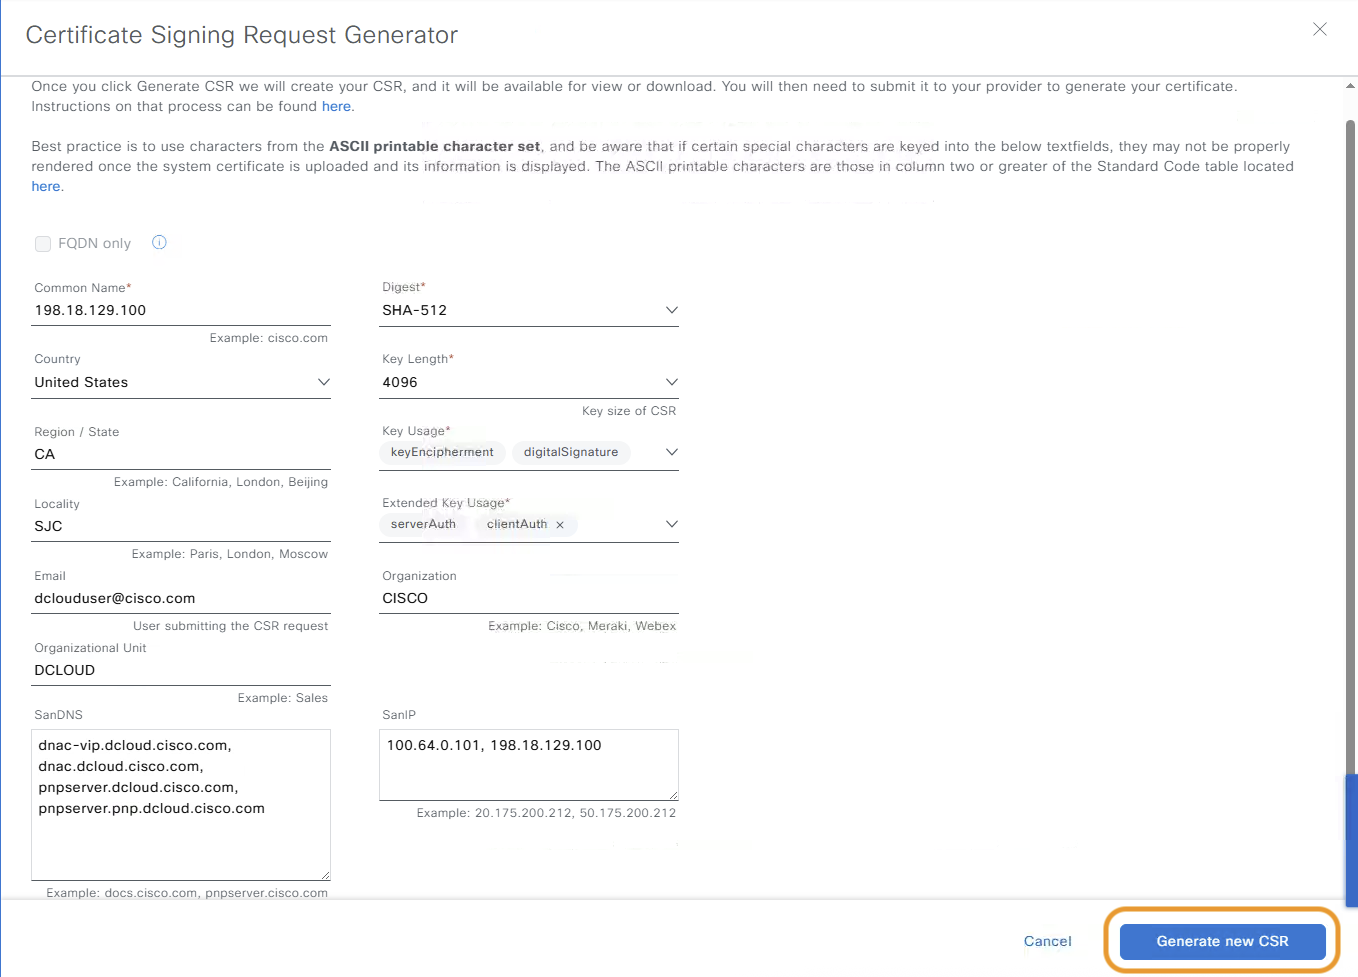 Certificate Signing Request Generator
Once you click Generate CSR we will create your CSR, and it will be available for view or download. You will then need to submit it to your provider to generate your certificate.
Instructions on that process can be found here.
Best practice is to use characters from the ASCII printable character set, and be aware that if certain special characters are keyed into the below textfields, they may not be properly
rendered once the system certificate is uploaded and its information is displayed. The ASCII printable characters are those in column two or greater of the Standard Code table located
here.
FQDN only
Common Name*
198.18.129.100
Example: cisco.com
Digest*
SHA-512
Country
United States
Key Length*
4096
Key size of CSR
Region / State
CA
Example: California, London, Beijing
Key Usage*
keyEncipherment digitalSignature
Locality
SJC
Example: Paris, London, Moscow
Extended Key Usage*
serverAuth clientAuth ×
Email
dclouduser@cisco.com
User submitting the CSR request
Organization
CISCO
Example: Cisco, Meraki, Webex
Organizational Unit
DCLOUD
Example: Sales
SanDNS
dnac-vip.dcloud.cisco.com,
dnac.dcloud.cisco.com,
pnpserver.dcloud.cisco.com,
pnpserver.pnp.dcloud.cisco.com
Example: docs.cisco.com, pnpserver.cisco.com
SanIP
100.64.0.101, 198.18.129.100
Example: 20.175.200.212, 50.175.200.212
Cancel
Generate new CSR